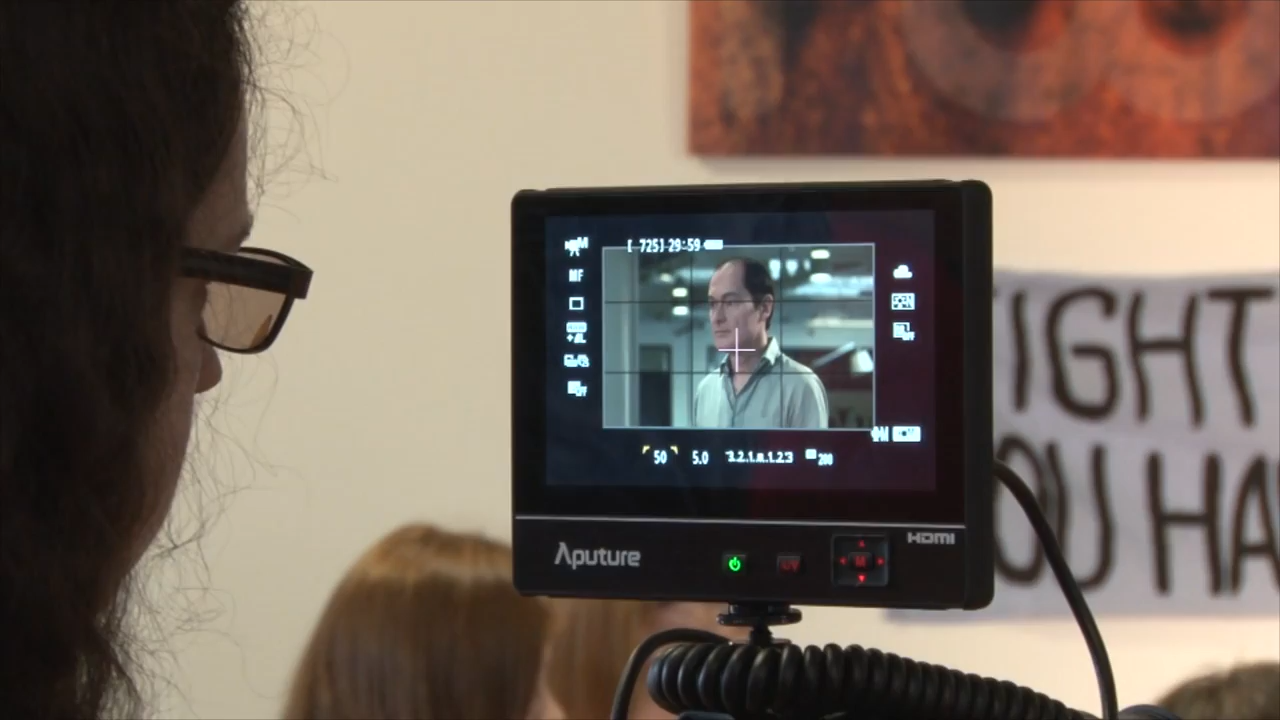 [ 725] 29:59
MF
50 5.0 -3.2.1.▪.1.2.3 200
Aputure
HDMI
M
IGHT
OU HA